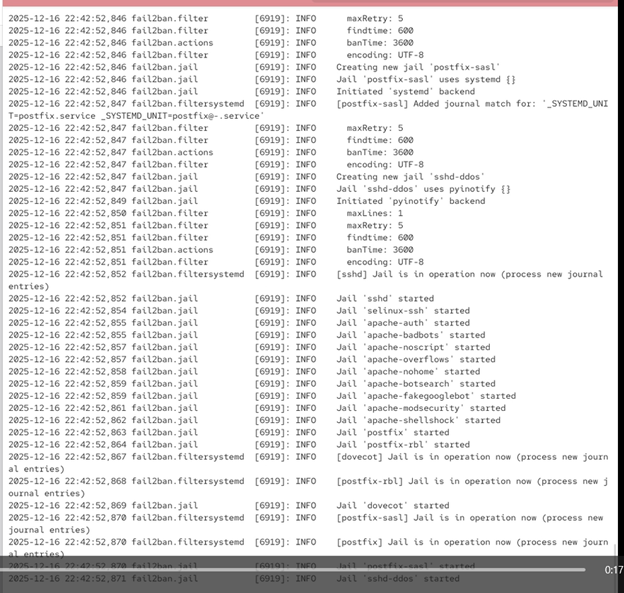 2025-12-16 22:42:52,846 fail2ban.filter [6919]: INFO maxRetry: 5
2025-12-16 22:42:52,846 fail2ban.filter [6919]: INFO findtime: 600
2025-12-16 22:42:52,846 fail2ban.actions [6919]: INFO banTime: 3600
2025-12-16 22:42:52,846 fail2ban.filter [6919]: INFO encoding: UTF-8
2025-12-16 22:42:52,846 fail2ban.jail [6919]: INFO Creating new jail 'postfix-sasl'
2025-12-16 22:42:52,846 fail2ban.jail [6919]: INFO Jail 'postfix-sasl' uses systemd {}
2025-12-16 22:42:52,846 fail2ban.jail [6919]: INFO Initiated 'systemd' backend
2025-12-16 22:42:52,847 fail2ban.filtersystemd [6919]: INFO [postfix-sasl] Added journal match for: '_SYSTEMD_UNI
T=postfix.service _SYSTEMD_UNIT=postfix@-.service'
2025-12-16 22:42:52,847 fail2ban.filter [6919]: INFO maxRetry: 5
2025-12-16 22:42:52,847 fail2ban.filter [6919]: INFO findtime: 600
2025-12-16 22:42:52,847 fail2ban.actions [6919]: INFO banTime: 3600
2025-12-16 22:42:52,847 fail2ban.filter [6919]: INFO encoding: UTF-8
2025-12-16 22:42:52,847 fail2ban.jail [6919]: INFO Creating new jail 'sshd-ddos'
2025-12-16 22:42:52,847 fail2ban.jail [6919]: INFO Jail 'sshd-ddos' uses pyinotify {}
2025-12-16 22:42:52,849 fail2ban.jail [6919]: INFO Initiated 'pyinotify' backend
2025-12-16 22:42:52,850 fail2ban.filter [6919]: INFO maxLines: 1
2025-12-16 22:42:52,851 fail2ban.filter [6919]: INFO maxRetry: 5
2025-12-16 22:42:52,851 fail2ban.filter [6919]: INFO findtime: 600
2025-12-16 22:42:52,851 fail2ban.actions [6919]: INFO banTime: 3600
2025-12-16 22:42:52,851 fail2ban.filter [6919]: INFO encoding: UTF-8
2025-12-16 22:42:52,852 fail2ban.filtersystemd [6919]: INFO [sshd] Jail is in operation now (process new journal
entries)
2025-12-16 22:42:52,852 fail2ban.jail [6919]: INFO Jail 'sshd' started
2025-12-16 22:42:52,854 fail2ban.jail [6919]: INFO Jail 'selinux-ssh' started
2025-12-16 22:42:52,855 fail2ban.jail [6919]: INFO Jail 'apache-auth' started
2025-12-16 22:42:52,855 fail2ban.jail [6919]: INFO Jail 'apache-badbots' started
2025-12-16 22:42:52,857 fail2ban.jail [6919]: INFO Jail 'apache-noscript' started
2025-12-16 22:42:52,857 fail2ban.jail [6919]: INFO Jail 'apache-overflows' started
2025-12-16 22:42:52,858 fail2ban.jail [6919]: INFO Jail 'apache-nohome' started
2025-12-16 22:42:52,859 fail2ban.jail [6919]: INFO Jail 'apache-botsearch' started
2025-12-16 22:42:52,859 fail2ban.jail [6919]: INFO Jail 'apache-fakegooglebot' started
2025-12-16 22:42:52,861 fail2ban.jail [6919]: INFO Jail 'apache-modsecurity' started
2025-12-16 22:42:52,862 fail2ban.jail [6919]: INFO Jail 'apache-shellshock' started
2025-12-16 22:42:52,863 fail2ban.jail [6919]: INFO Jail 'postfix' started
2025-12-16 22:42:52,864 fail2ban.jail [6919]: INFO Jail 'postfix-rbl' started
2025-12-16 22:42:52,867 fail2ban.filtersystemd [6919]: INFO [dovecot] Jail is in operation now (process new journ
al entries)
2025-12-16 22:42:52,868 fail2ban.filtersystemd [6919]: INFO [postfix-rbl] Jail is in operation now (process new j
ournal entries)
2025-12-16 22:42:52,869 fail2ban.jail [6919]: INFO Jail 'dovecot' started
2025-12-16 22:42:52,870 fail2ban.filtersystemd [6919]: INFO [postfix-sasl] Jail is in operation now (process new
journal entries)
2025-12-16 22:42:52,870 fail2ban.filtersystemd [6919]: INFO [postfix] Jail is in operation now (process new journ
al entries)
2025-12-16 22:42:52,870 fail2ban.jail [6919]: INFO Jail 'postfix-sasl' started
0:17
2025-12-16 22:42:52,871 fail2ban.jail [6919]: INFO Jail 'sshd-ddos' started